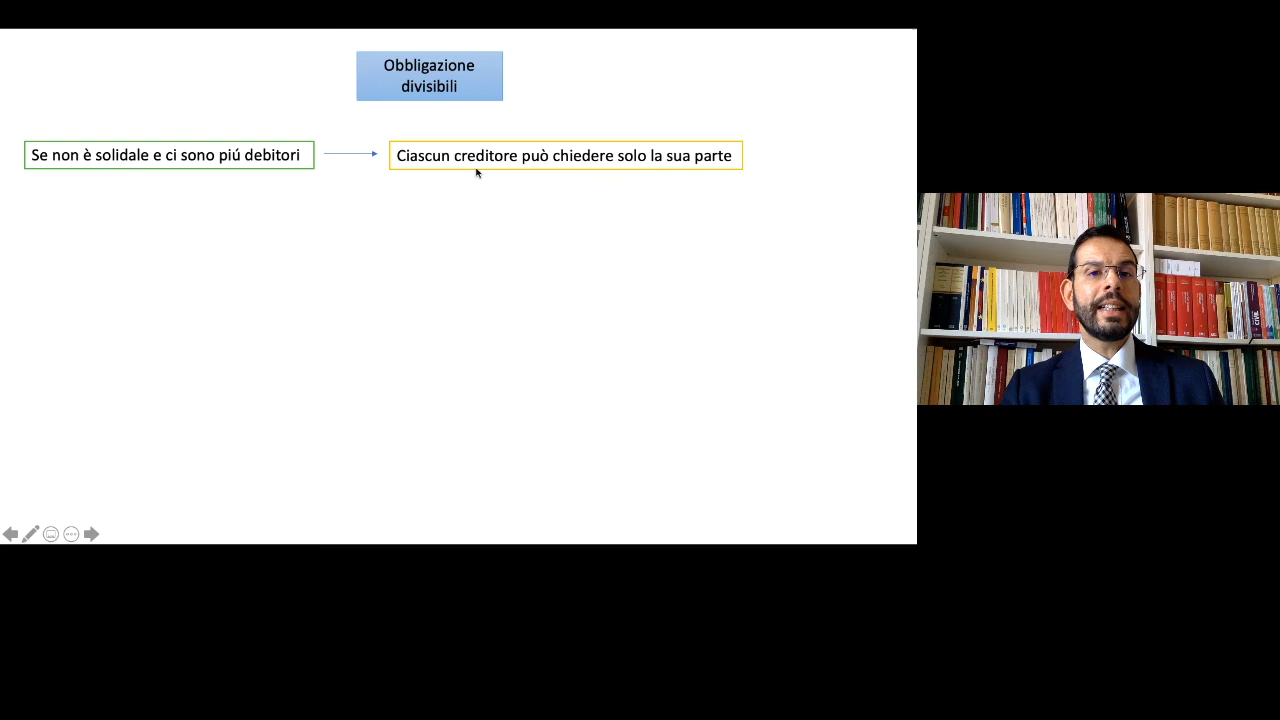 Obbligazione
divisibili
Se non è solidale e ci sono piú debitori
Ciascun creditore può chiedere solo la sua parte